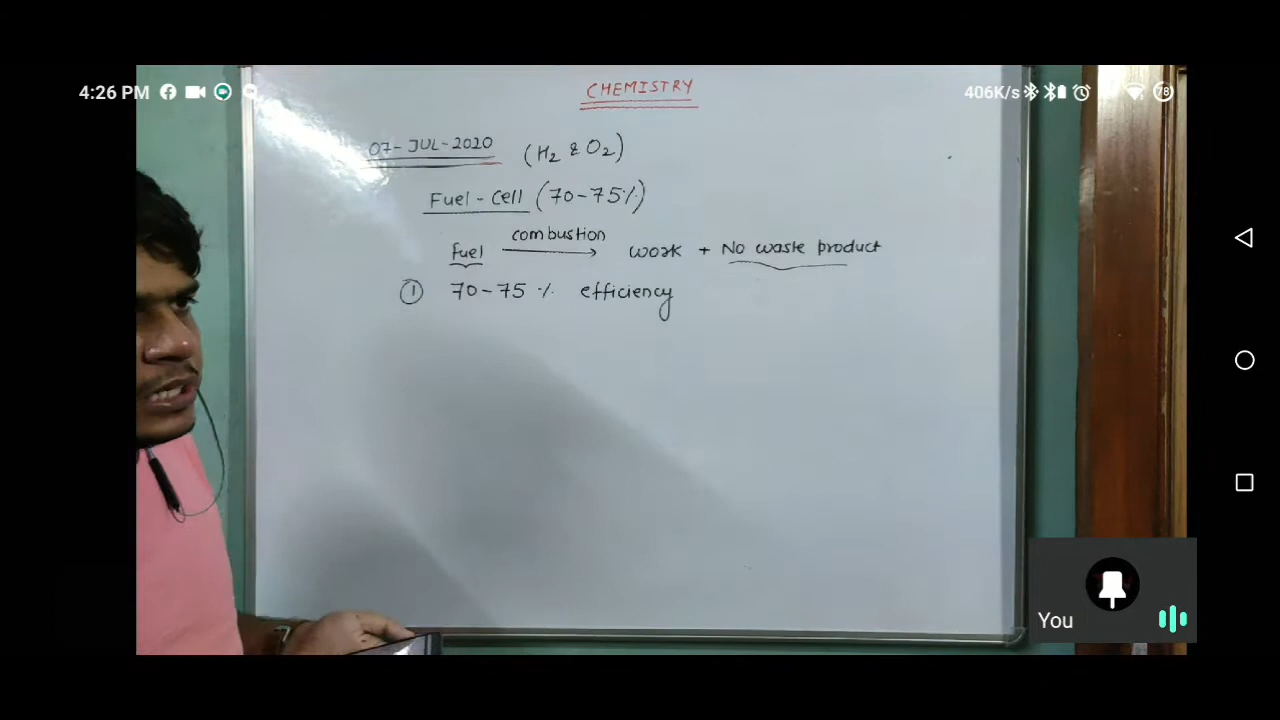 4:26 PM
406K/s
78
CHEMISTRY
07-JUL-2020 (H₂ & O₂)
Fuel-Cell (70-75%)
combustion
fuel → work + No waste product
① 70-75 % efficiency
You